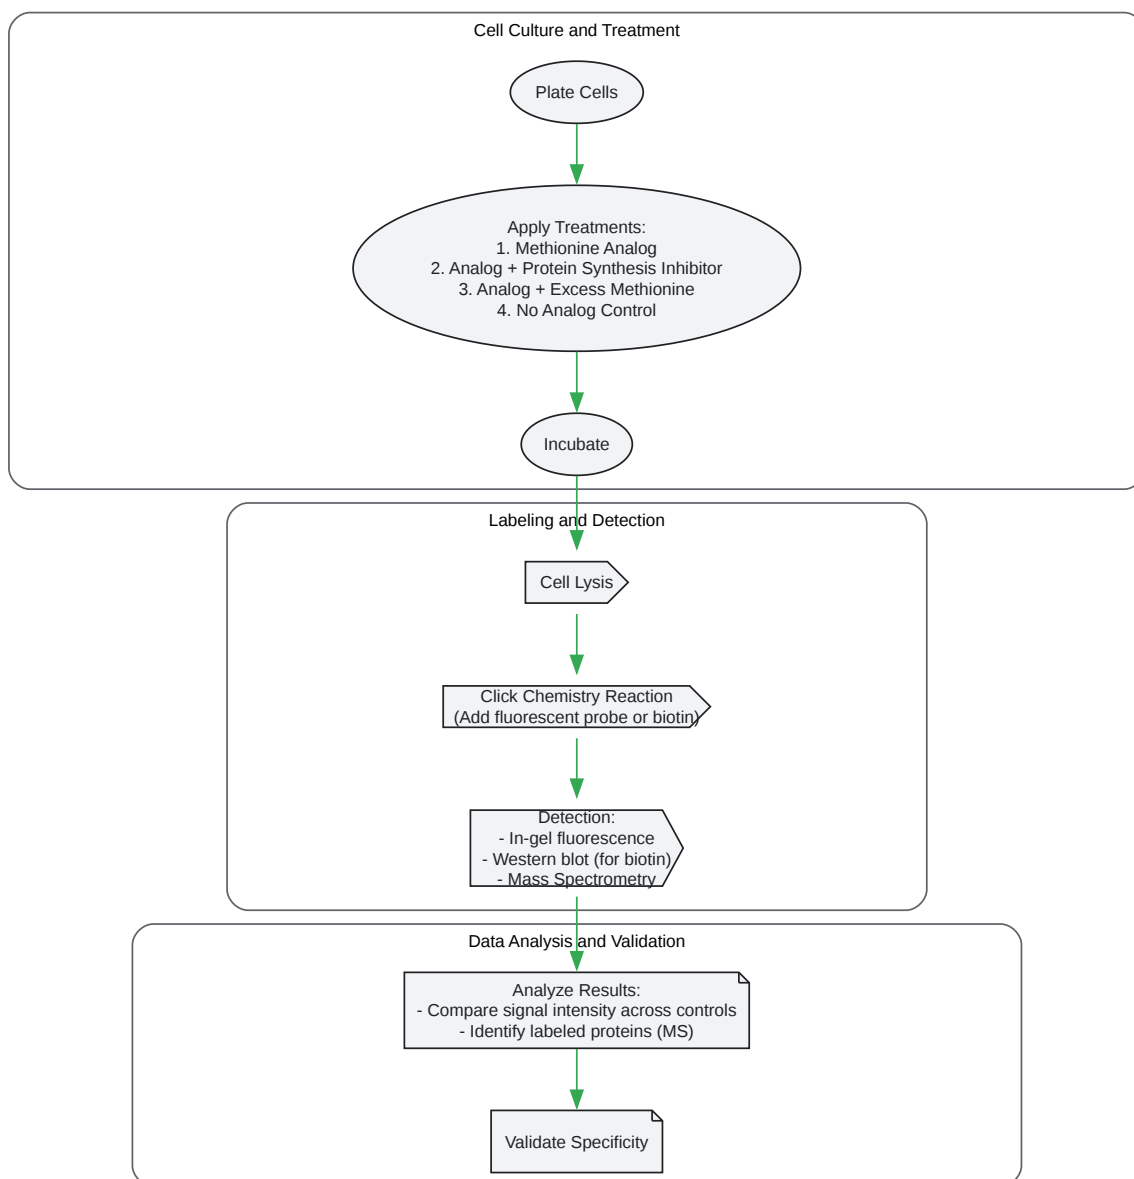 Cell Culture and Treatment
Plate Cells
Apply Treatments:
1. Methionine Analog
2. Analog + Protein Synthesis Inhibitor
3. Analog + Excess Methionine
4. No Analog Control
Incubate
Labeling and Detection
Cell Lysis
Click Chemistry Reaction
(Add fluorescent probe or biotin)
Detection:
- In-gel fluorescence
- Western blot (for biotin)
- Mass Spectrometry
Data Analysis and Validation
Analyze Results:
- Compare signal intensity across controls
- Identify labeled proteins (MS)
Validate Specificity